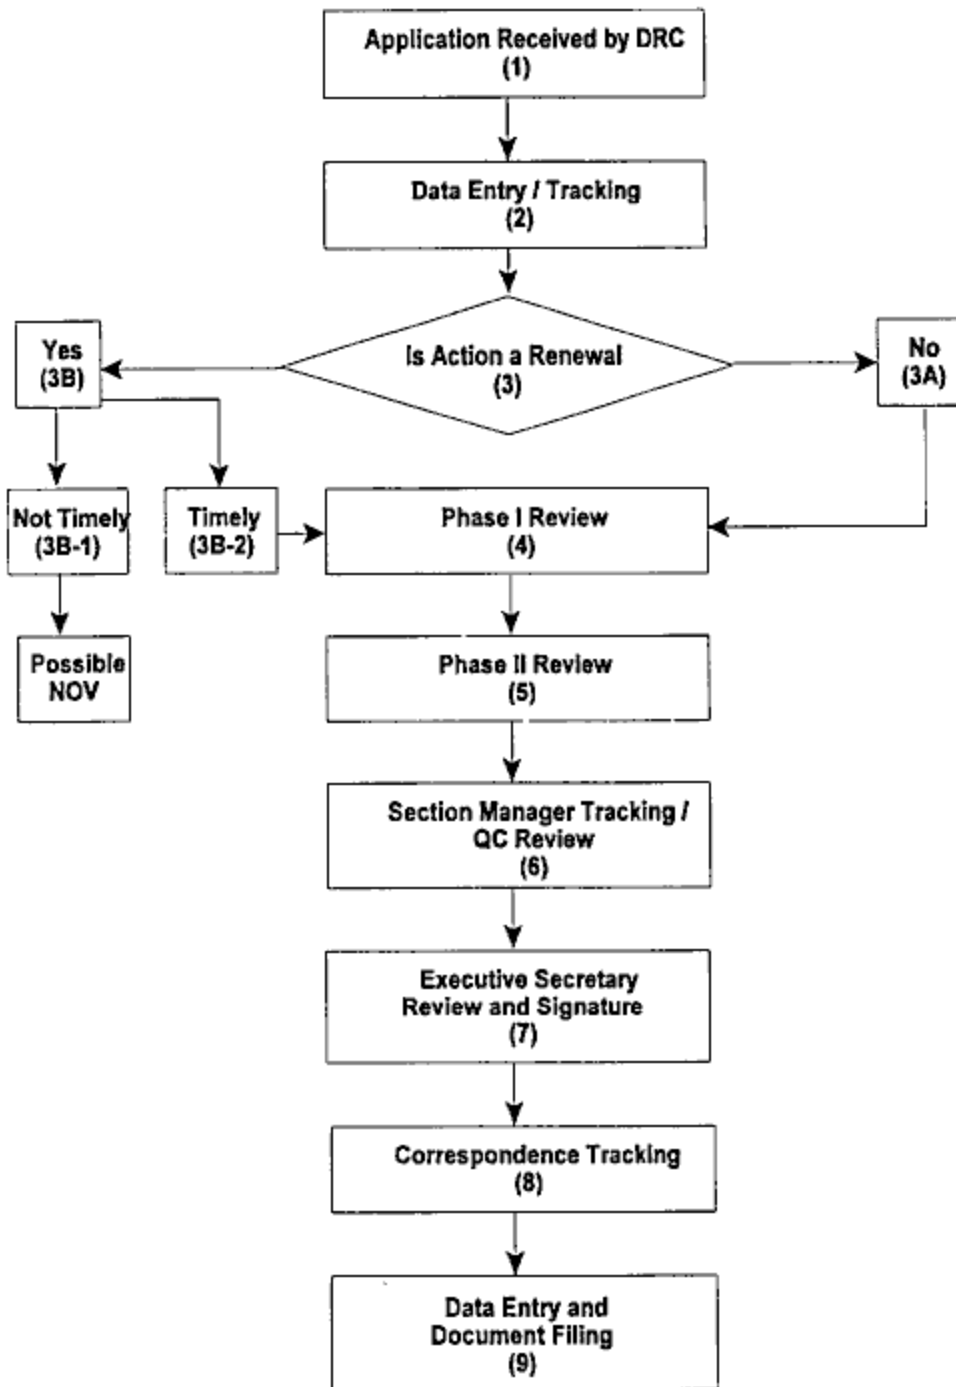 Application Received by DRC
(1)
Data Entry / Tracking
(2)
Is Action a Renewal
(3)
Yes
(3B)
No
(3A)
Not Timely
(3B-1)
Timely
(3B-2)
Phase I Review
(4)
Possible
NOV
Phase II Review
(5)
Section Manager Tracking /
QC Review
(6)
Executive Secretary
Review and Signature
(7)
Correspondence Tracking
(8)
Data Entry and
Document Filing
(9)